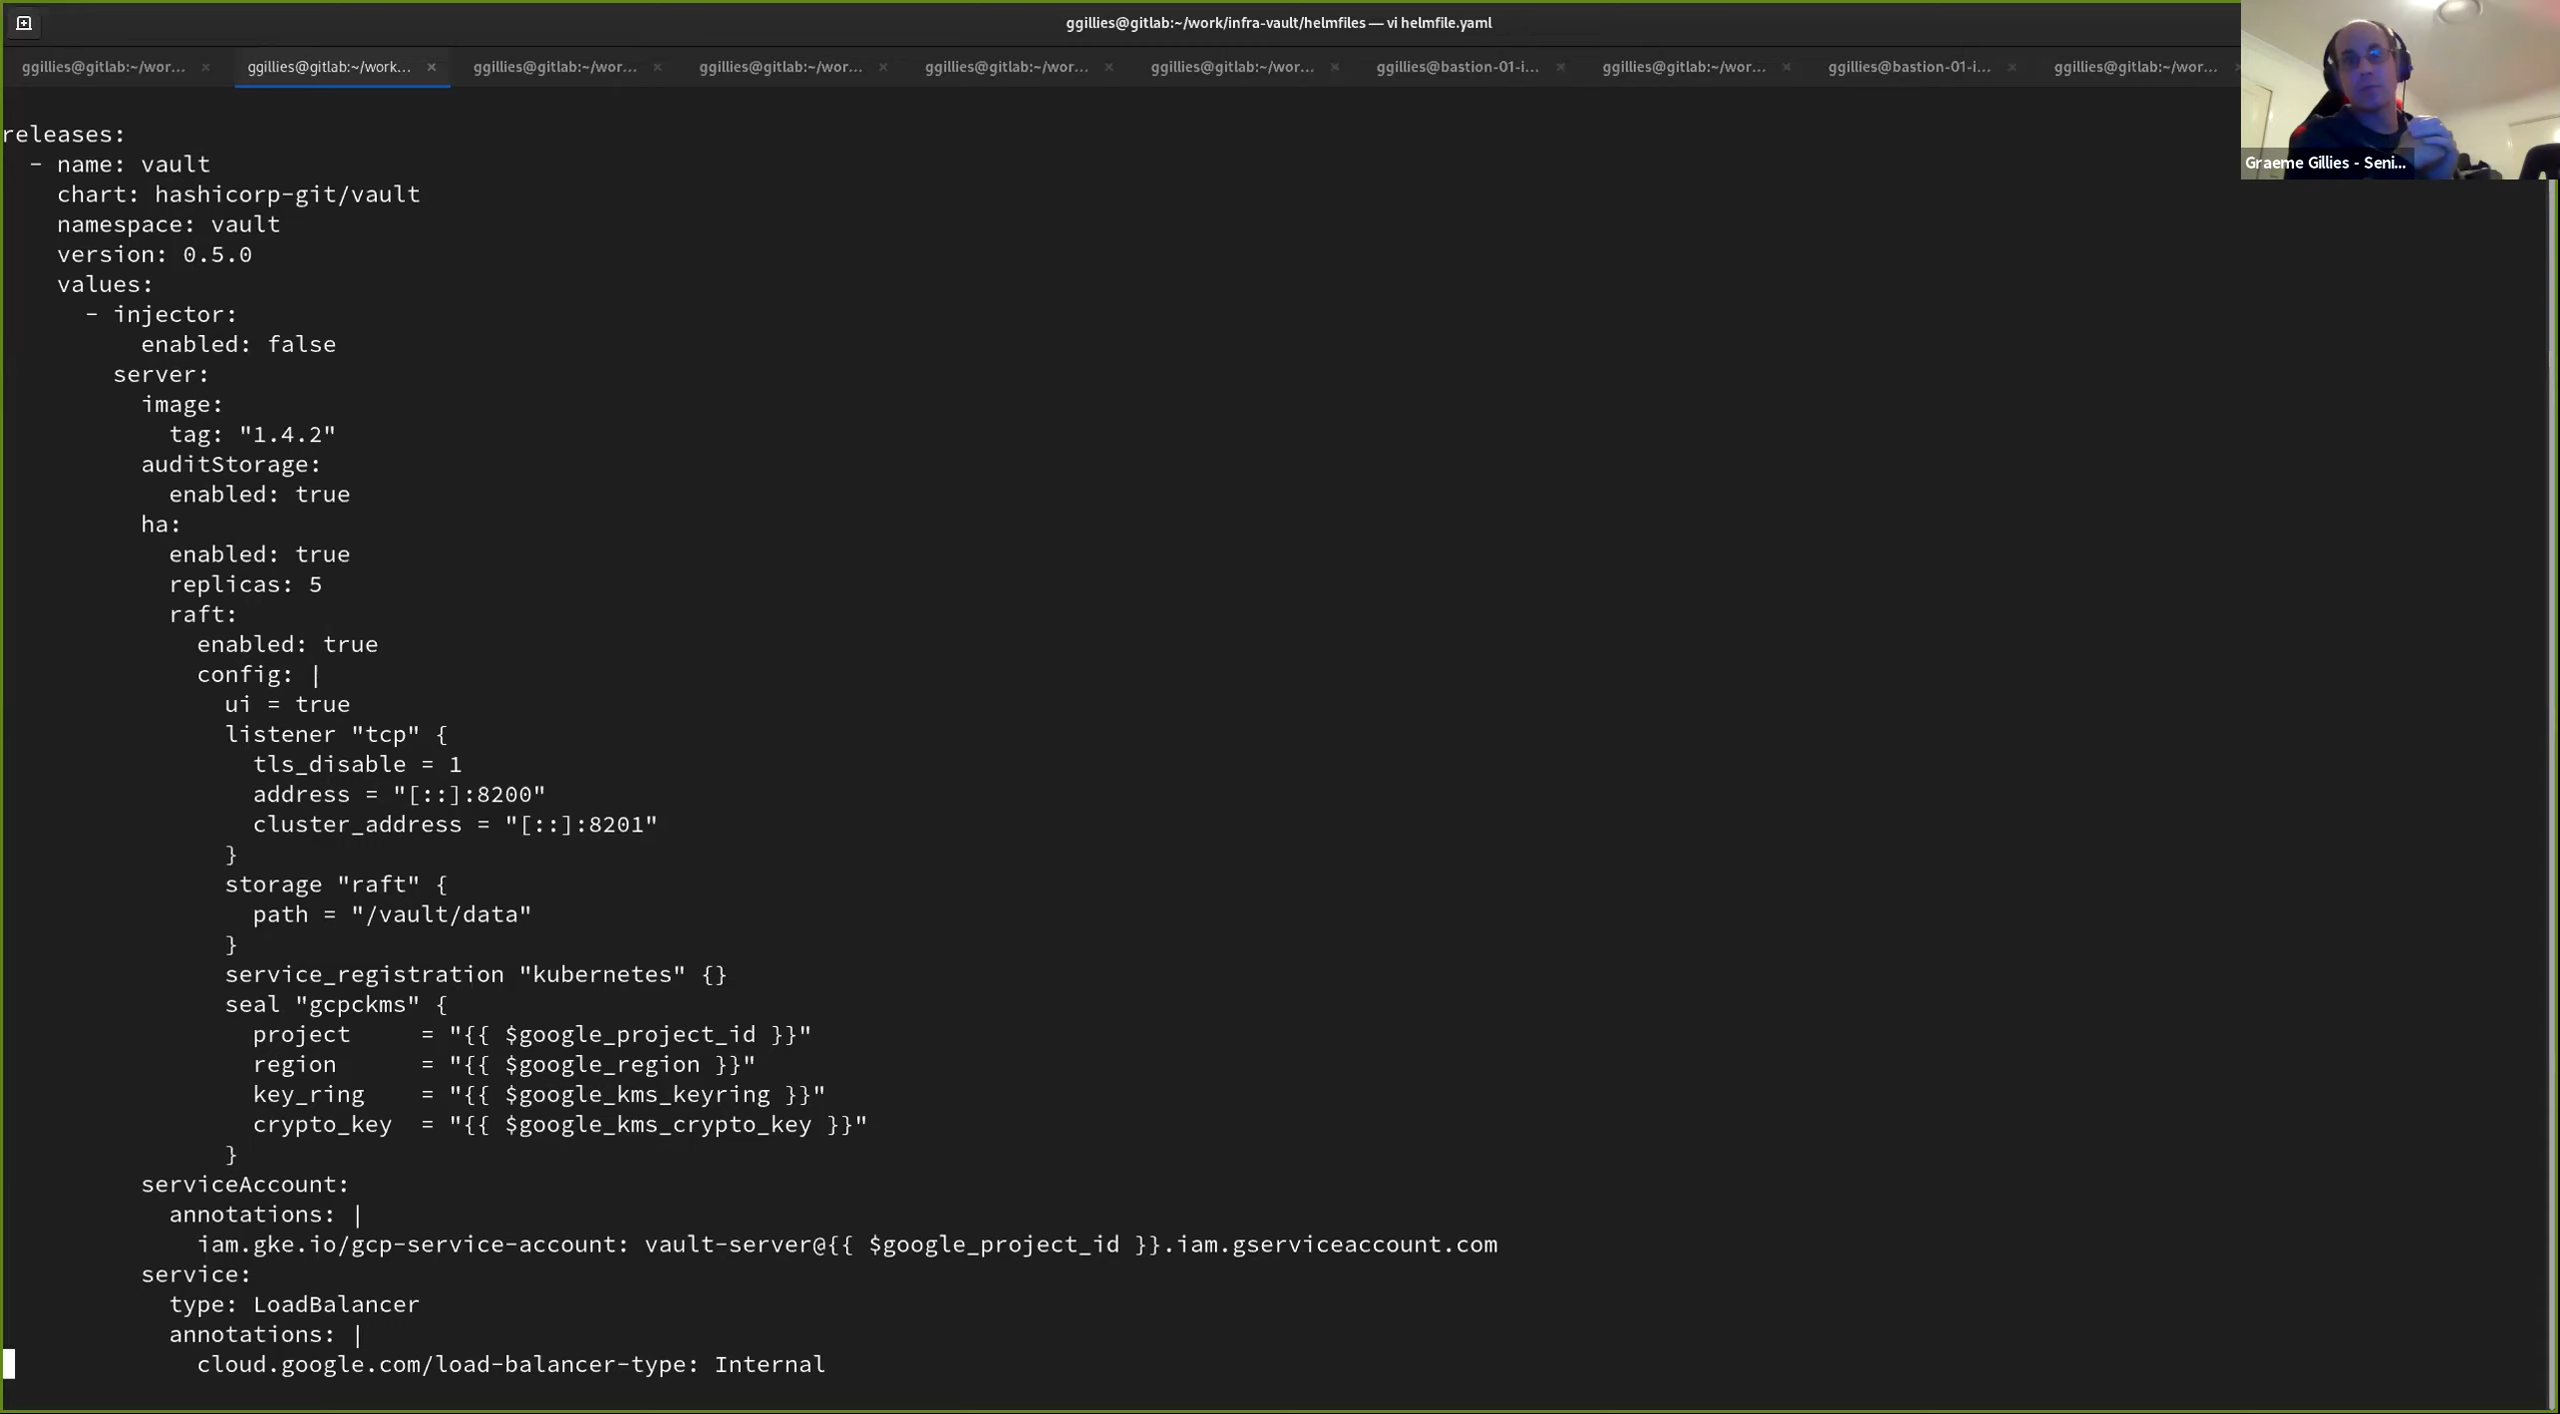 ggillies@gitlab:~/work/infra-vault/helmfiles — vi helmfile.yaml
ggillies@gitlab:~/wor... × ggillies@gitlab:~/work... × ggillies@gitlab:~/wor... × ggillies@gitlab:~/wor... × ggillies@gitlab:~/wor... × ggillies@gitlab:~/wor... × ggillies@bastion-01-i... × ggillies@gitlab:~/wor... × ggillies@bastion-01-i... × ggillies@gitlab:~/wor...
Graeme Gillies - Seni...
releases:
  - name: vault
    chart: hashicorp-git/vault
    namespace: vault
    version: 0.5.0
    values:
      - injector:
          enabled: false
        server:
          image:
            tag: "1.4.2"
          auditStorage:
            enabled: true
          ha:
            enabled: true
            replicas: 5
            raft:
              enabled: true
              config: |
                ui = true
                listener "tcp" {
                  tls_disable = 1
                  address = "[::]:8200"
                  cluster_address = "[::]:8201"
                }
                storage "raft" {
                  path = "/vault/data"
                }
                service_registration "kubernetes" {}
                seal "gcpckms" {
                  project     = "{{ $google_project_id }}"
                  region      = "{{ $google_region }}"
                  key_ring    = "{{ $google_kms_keyring }}"
                  crypto_key  = "{{ $google_kms_crypto_key }}"
                }
          serviceAccount:
            annotations: |
              iam.gke.io/gcp-service-account: vault-server@{{ $google_project_id }}.iam.gserviceaccount.com
          service:
            type: LoadBalancer
            annotations: |
              cloud.google.com/load-balancer-type: Internal